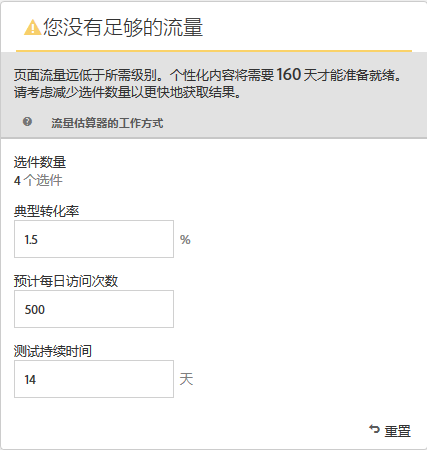 您没有足够的流量
页面流量远低于所需级别。个性化内容将需要 160 天才能准备就绪。
请考虑减少选件数量以更快地获取结果。
流量估算器的工作方式
选件数量
4 个选件
典型转化率
1.5 %
预计每日访问次数
500
测试持续时间
14 天
重置